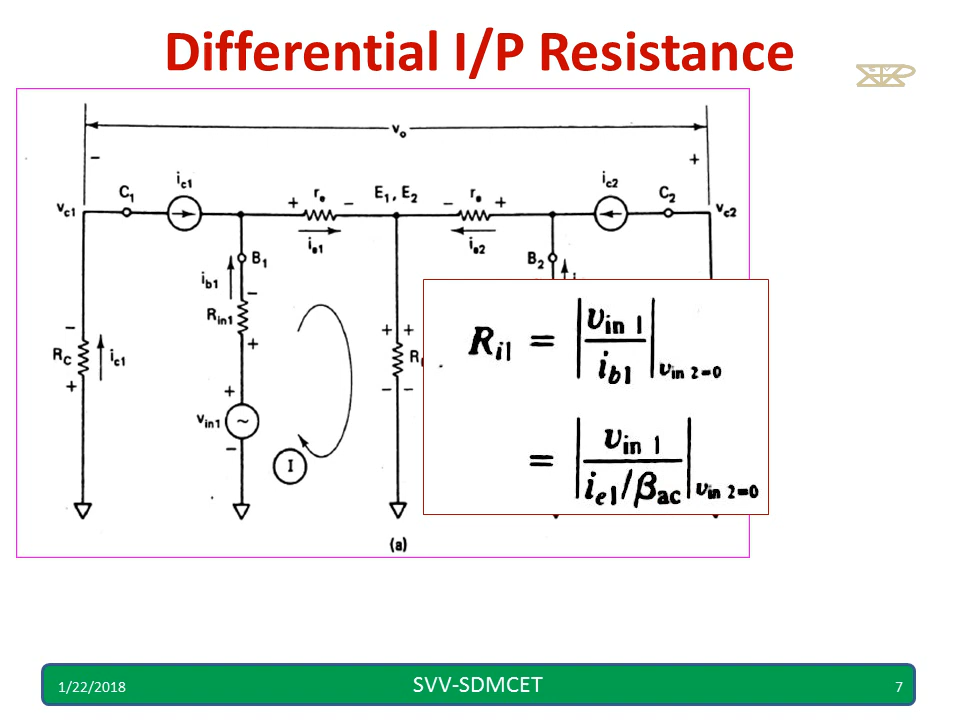 Differential I/P Resistance
vo
− +
ic1 ic2
C1 re E1, E2 re C2
vc1 + − − + vc2
ie1 ie2
B1 B2
ib1
−
Rin1
+
− + +
RC ic1 R
+ − −
+
vin1 ~
−
I
(a)
Ri1 = |vin 1 / ib1| vin 2=0
= |vin 1 / ie1/βac| vin 2=0
1/22/2018 SVV-SDMCET 7